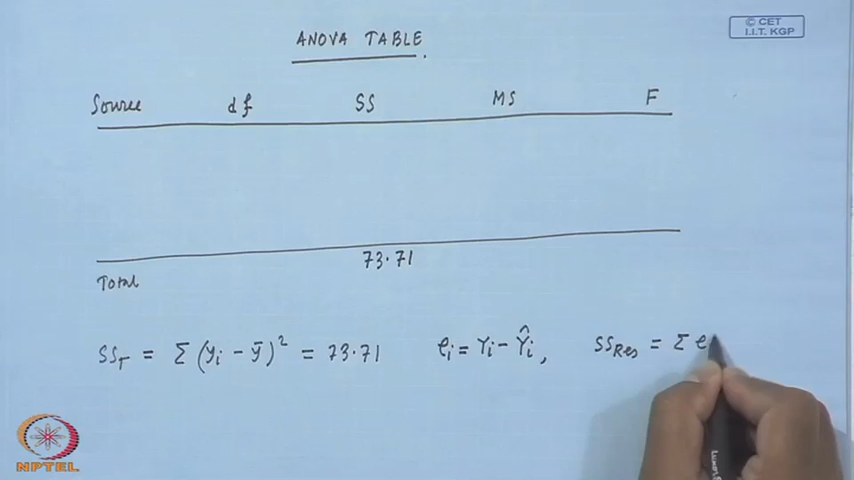 © CET
I.I.T. KGP
ANOVA TABLE
Source df SS MS F
Total 73.71
SS_T = Σ (y_i - ȳ)² = 73.71 e_i = Y_i - Ŷ_i, SS_Res = Σ e
NPTEL